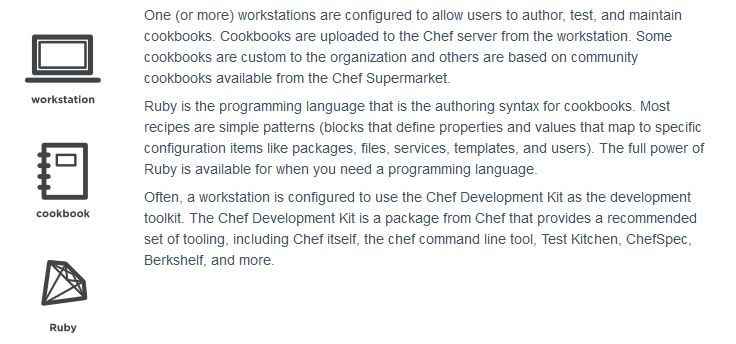 One (or more) workstations are configured to allow users to author, test, and maintain
cookbooks. Cookbooks are uploaded to the Chef server from the workstation. Some
cookbooks are custom to the organization and others are based on community
cookbooks available from the Chef Supermarket.
Ruby is the programming language that is the authoring syntax for cookbooks. Most
recipes are simple patterns (blocks that define properties and values that map to specific
configuration items like packages, files, services, templates, and users). The full power of
Ruby is available for when you need a programming language.
Often, a workstation is configured to use the Chef Development Kit as the development
toolkit. The Chef Development Kit is a package from Chef that provides a recommended
set of tooling, including Chef itself, the chef command line tool, Test Kitchen, ChefSpec,
Berkshelf, and more.
workstation
cookbook
Ruby